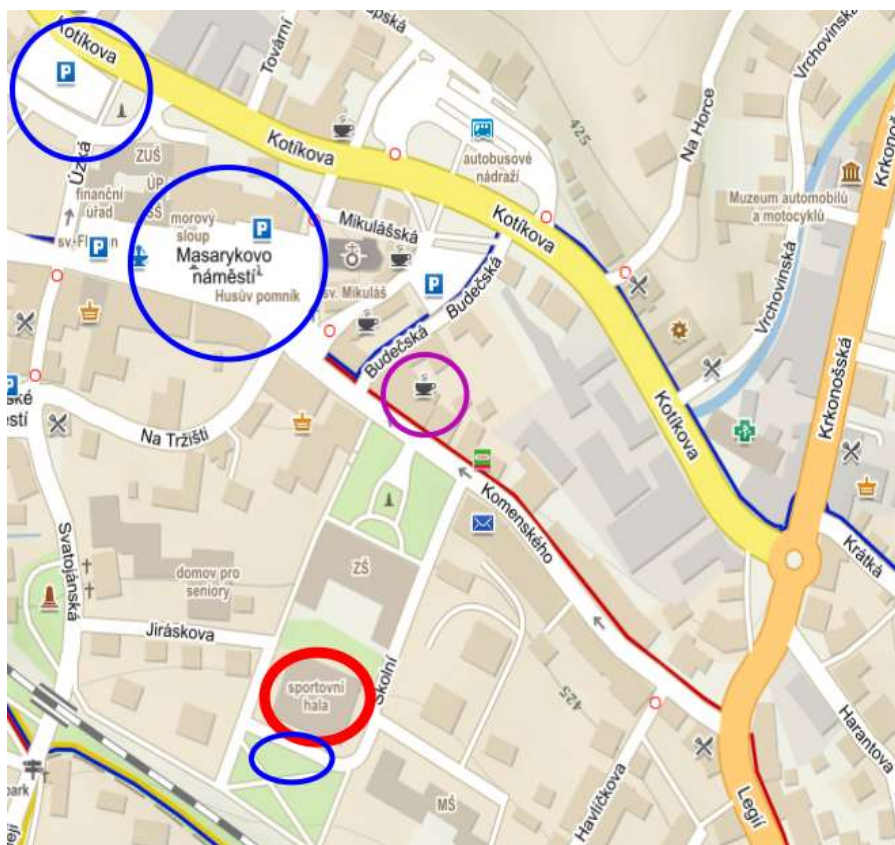 Kotíkova
Tovární
P
Kotíkova
autobusové
nádraží
425
Na Horce
Vrchovinská
Muzeum automobilů
a motocyklů
Úzká
ZUŠ
ÚP
finanční
úřad
morový
sloup
P
Mikulášská
Kotíkova
P
Masarykovo
náměstí
Husův pomník
sv. Mikuláš
P
Budečská
Budečská
Vrchovinská
Krkonošská
P
Na Tržišti
Kotíkova
Komenského
Krátká
Svatojánská
domov pro
seniory
ZŠ
Jiráskova
sportovní
hala
Školní
425
Harantova
MŠ
Havlíčkova
Legií
park